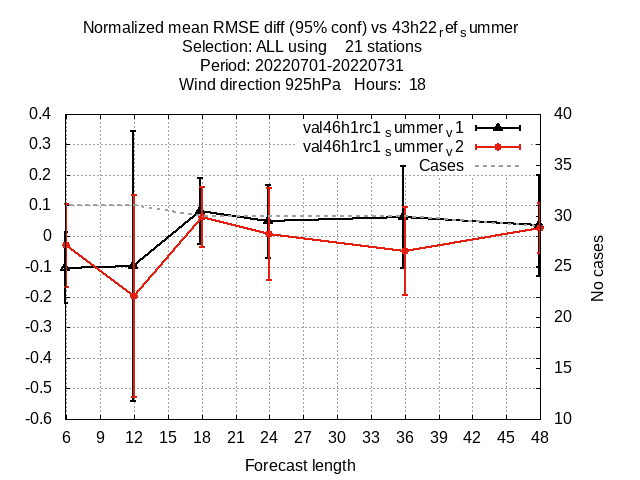 Normalized mean RMSE diff (95% conf) vs 43h22_ref_summer
Selection: ALL using    21 stations
Period: 20220701-20220731
Wind direction 925hPa   Hours:  18
val46h1rc1_summer_v1
val46h1rc1_summer_v2
Cases
0.4
0.3
0.2
0.1
0
-0.1
-0.2
-0.3
-0.4
-0.5
-0.6
40
35
30
25
20
15
10
No cases
6 9 12 15 18 21 24 27 30 33 36 39 42 45 48
Forecast length